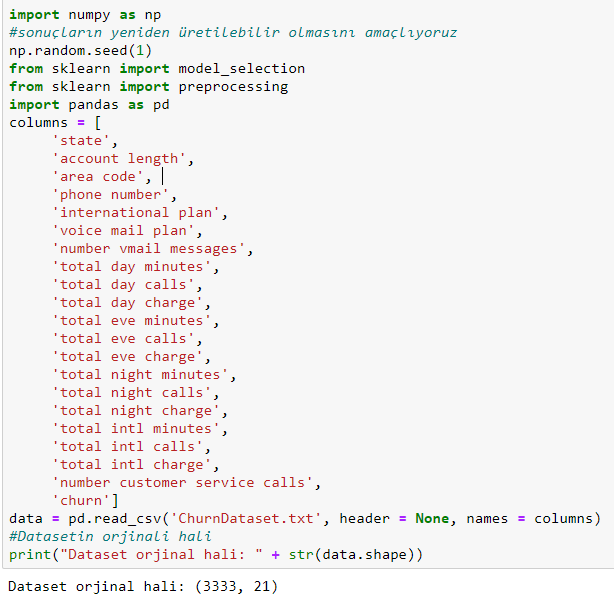 import numpy as np
#sonuçların yeniden üretilebilir olmasını amaçlıyoruz
np.random.seed(1)
from sklearn import model_selection
from sklearn import preprocessing
import pandas as pd
columns = [
     'state',
     'account length',
     'area code',
     'phone number',
     'international plan',
     'voice mail plan',
     'number vmail messages',
     'total day minutes',
     'total day calls',
     'total day charge',
     'total eve minutes',
     'total eve calls',
     'total eve charge',
     'total night minutes',
     'total night calls',
     'total night charge',
     'total intl minutes',
     'total intl calls',
     'total intl charge',
     'number customer service calls',
     'churn']
data = pd.read_csv('ChurnDataset.txt', header = None, names = columns)
#Datasetin orjinali hali
print("Dataset orjinal hali: " + str(data.shape))
Dataset orjinal hali: (3333, 21)